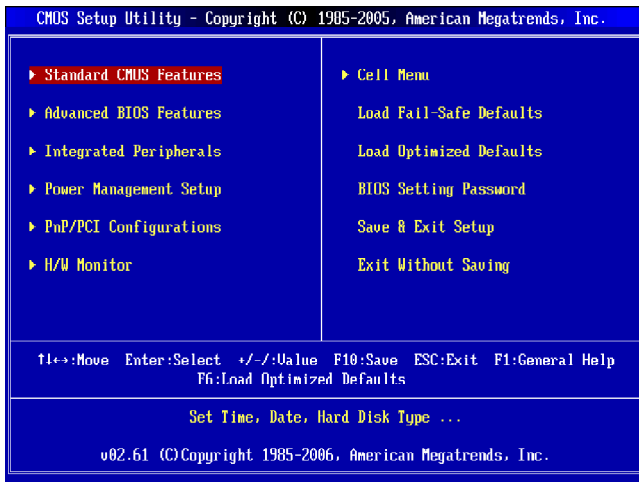 CMOS Setup Utility - Copyright (C) 1985-2005, American Megatrends, Inc.
Standard CMOS Features
Advanced BIOS Features
Integrated Peripherals
Power Management Setup
PnP/PCI Configurations
H/W Monitor
Cell Menu
Load Fail-Safe Defaults
Load Optimized Defaults
BIOS Setting Password
Save & Exit Setup
Exit Without Saving
↑↓←→:Move Enter:Select +/-/:Value F10:Save ESC:Exit F1:General Help
F6:Load Optimized Defaults
Set Time, Date, Hard Disk Type ...
v02.61 (C)Copyright 1985-2006, American Megatrends, Inc.